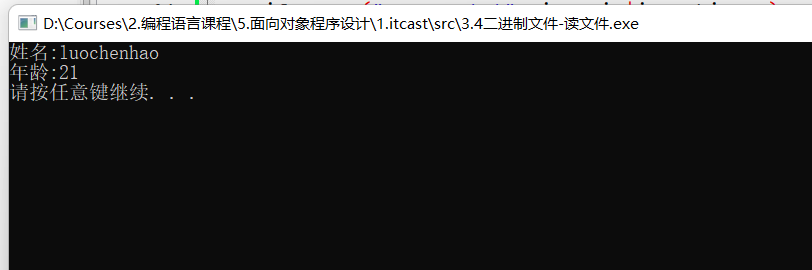 D:\Courses\2.编程语言课程\5.面向对象程序设计\1.itcast\src\3.4二进制文件-读文件.exe
姓名:luochenhao
年龄:21
请按任意键继续. . .